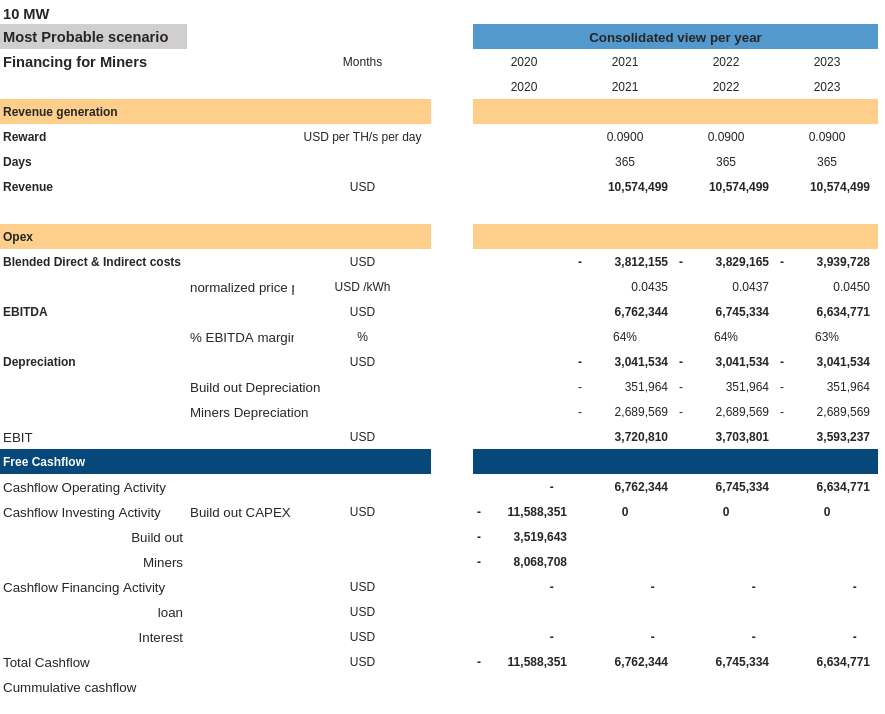 10 MW
Most Probable scenario Consolidated view per year
Financing for Miners Months 2020 2021 2022 2023
2020 2021 2022 2023
Revenue generation
Reward USD per TH/s per day 0.0900 0.0900 0.0900
Days 365 365 365
Revenue USD 10,574,499 10,574,499 10,574,499
Opex
Blended Direct & Indirect costs USD - 3,812,155 - 3,829,165 - 3,939,728
normalized price USD /kWh 0.0435 0.0437 0.0450
EBITDA USD 6,762,344 6,745,334 6,634,771
% EBITDA margin % 64% 64% 63%
Depreciation USD - 3,041,534 - 3,041,534 - 3,041,534
Build out Depreciation - 351,964 - 351,964 - 351,964
Miners Depreciation - 2,689,569 - 2,689,569 - 2,689,569
EBIT USD 3,720,810 3,703,801 3,593,237
Free Cashflow
Cashflow Operating Activity - 6,762,344 6,745,334 6,634,771
Cashflow Investing Activity Build out CAPEX USD - 11,588,351 0 0 0
Build out - 3,519,643
Miners - 8,068,708
Cashflow Financing Activity USD - - - -
loan USD
Interest USD - - - -
Total Cashflow USD - 11,588,351 6,762,344 6,745,334 6,634,771
Cummulative cashflow